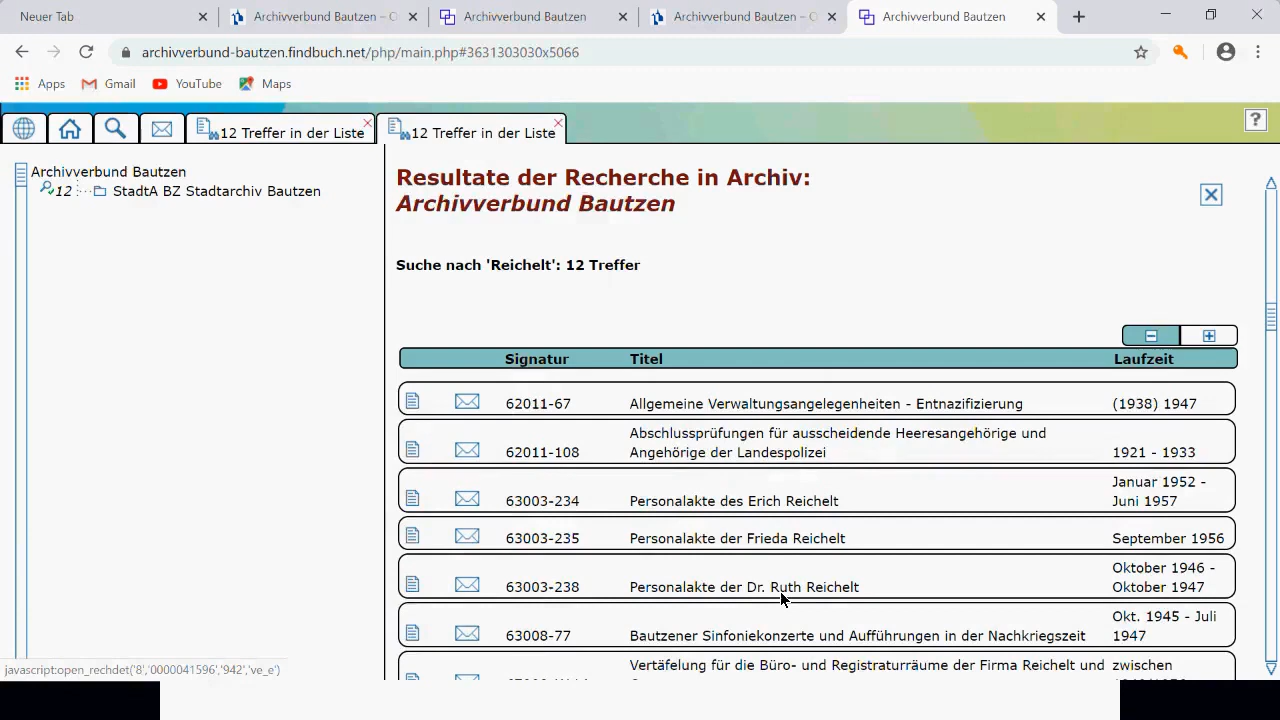 Neuer Tab
Archivverbund Bautzen – O
Archivverbund Bautzen
Archivverbund Bautzen – O
Archivverbund Bautzen
archivverbund-bautzen.findbuch.net/php/main.php#3631303030x5066
Apps Gmail YouTube Maps
12 Treffer in der Liste
12 Treffer in der Liste
?
Archivverbund Bautzen
12 StadtA BZ Stadtarchiv Bautzen
Resultate der Recherche in Archiv:
Archivverbund Bautzen
Suche nach 'Reichelt': 12 Treffer
Signatur Titel Laufzeit
62011-67 Allgemeine Verwaltungsangelegenheiten - Entnazifizierung (1938) 1947
Abschlussprüfungen für ausscheidende Heeresangehörige und
62011-108 Angehörige der Landespolizei 1921 - 1933
Januar 1952 -
63003-234 Personalakte des Erich Reichelt Juni 1957
63003-235 Personalakte der Frieda Reichelt September 1956
Oktober 1946 -
63003-238 Personalakte der Dr. Ruth Reichelt Oktober 1947
Okt. 1945 - Juli
63008-77 Bautzener Sinfoniekonzerte und Aufführungen in der Nachkriegszeit 1947
Vertäfelung für die Büro- und Registraturräume der Firma Reichelt und zwischen
javascript:open_rechdet('8','0000041596','942','ve_e')